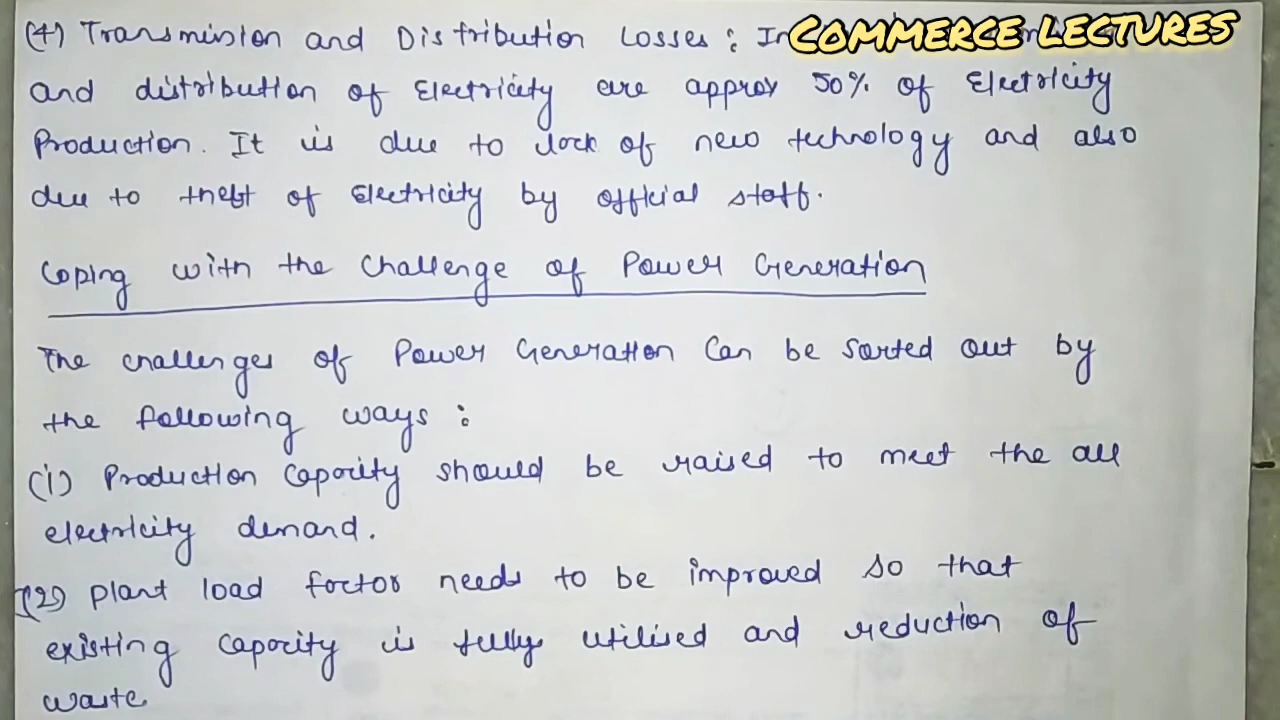 (4) Transmission and Distribution Losses : In
COMMERCE LECTURES
and distribution of Electricity are approx 50% of Electricity
Production. It is due to lack of new technology and also
due to theft of Electricity by official staff.
Coping with the Challenge of Power Generation
The challenges of Power Generation Can be Sorted out by
the following ways :
(1) Production Capacity should be raised to meet the all
electricity demand.
(2) plant load factor needs to be improved so that
existing capacity is fully utilised and reduction of
waste